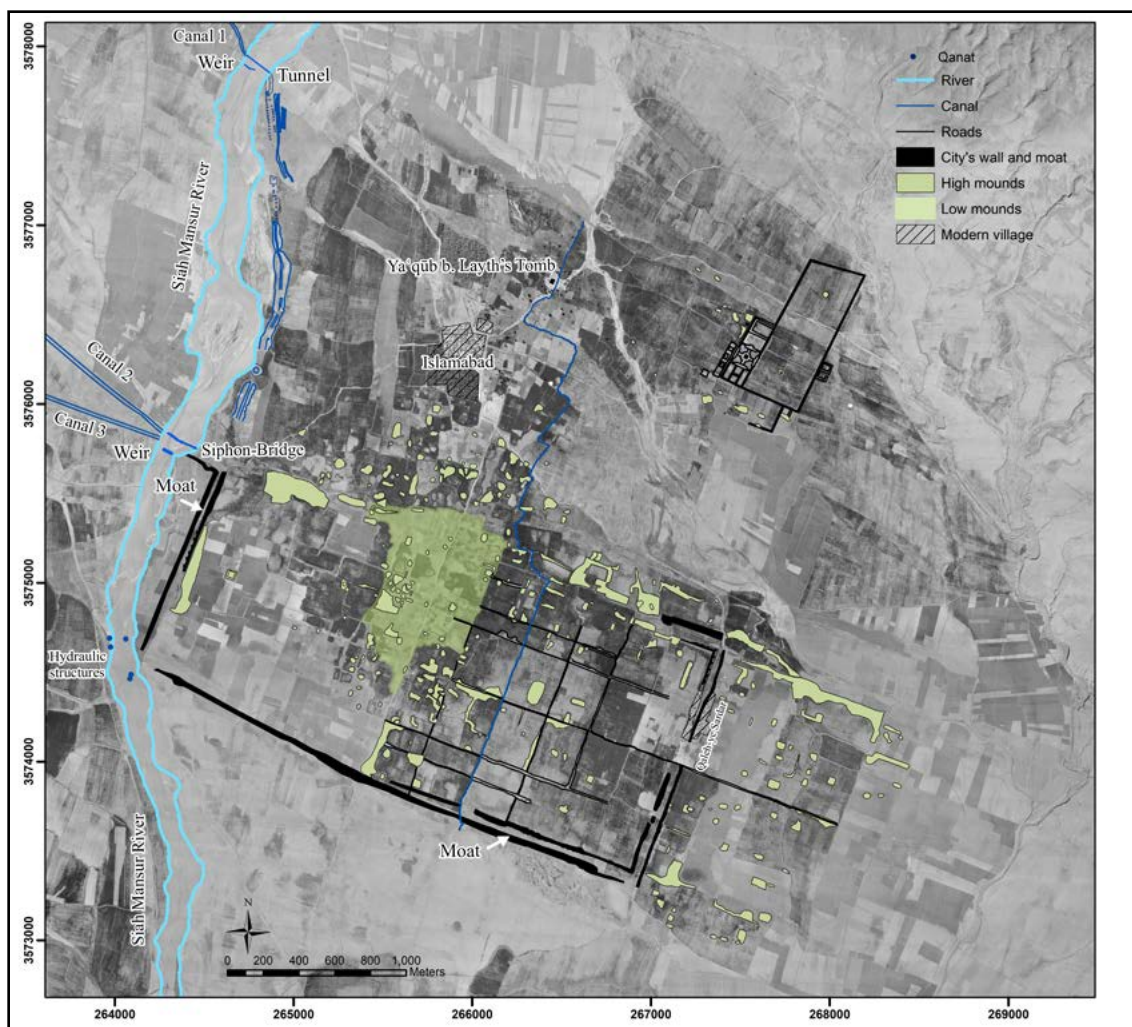 3578000
3577000
3576000
3575000
3574000
3573000
264000
265000
266000
267000
268000
269000
Canal 1
Weir
Tunnel
Siah Mansur River
Ya'qūb b. Layth's Tomb
Islamabad
Canal 2
Canal 3
Weir
Siphon-Bridge
Moat
Hydraulic
structures
Qaleh-ye Sardar
Moat
Siah Mansur River
N
0 200 400 600 800 1,000
Meters
Qanat
River
Canal
Roads
City's wall and moat
High mounds
Low mounds
Modern village